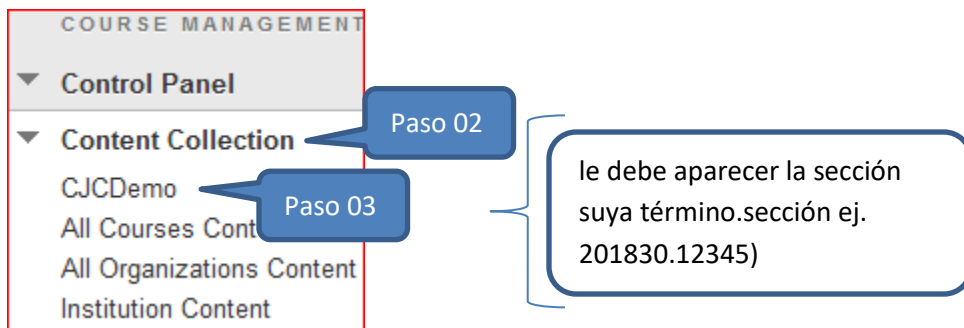 COURSE MANAGEMENT
Control Panel
Content Collection
Paso 02
CJCDemo
Paso 03
All Courses Cont
All Organizations Content
Institution Content
le debe aparecer la sección
suya término.sección ej.
201830.12345)